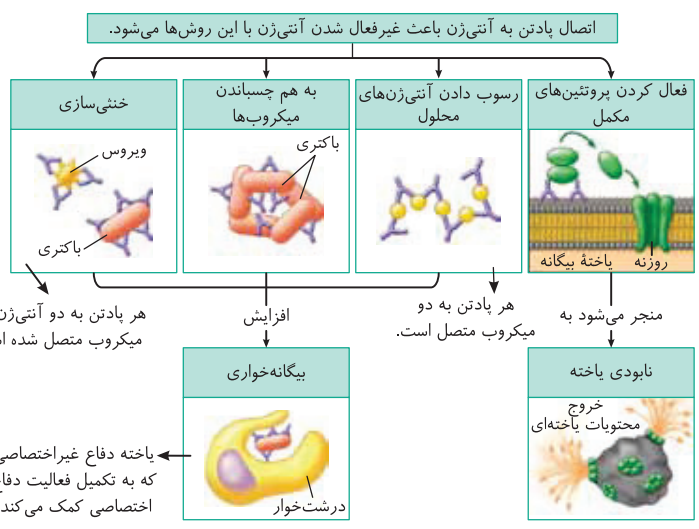 اتصال پادتن به آنتی‌ژن باعث غیرفعال شدن آنتی‌ژن با این روش‌ها می‌شود.
فعال کردن پروتئین‌های
مکمل
رسوب دادن آنتی‌ژن‌های
محلول
به هم چسباندن
میکروب‌ها
خنثی‌سازی
یاختهٔ بیگانه
روزنه
باکتری
ویروس
باکتری
منجر می‌شود به
هر پادتن به دو
میکروب متصل است.
افزایش
هر پادتن به دو آنتی‌ژن
میکروب متصل شده
نابودی یاخته
خروج
محتویات یاخته‌ای
بیگانه‌خواری
درشت‌خوار
یاخته دفاع غیراختصاصی
که به تکمیل فعالیت
اختصاصی کمک می‌کند